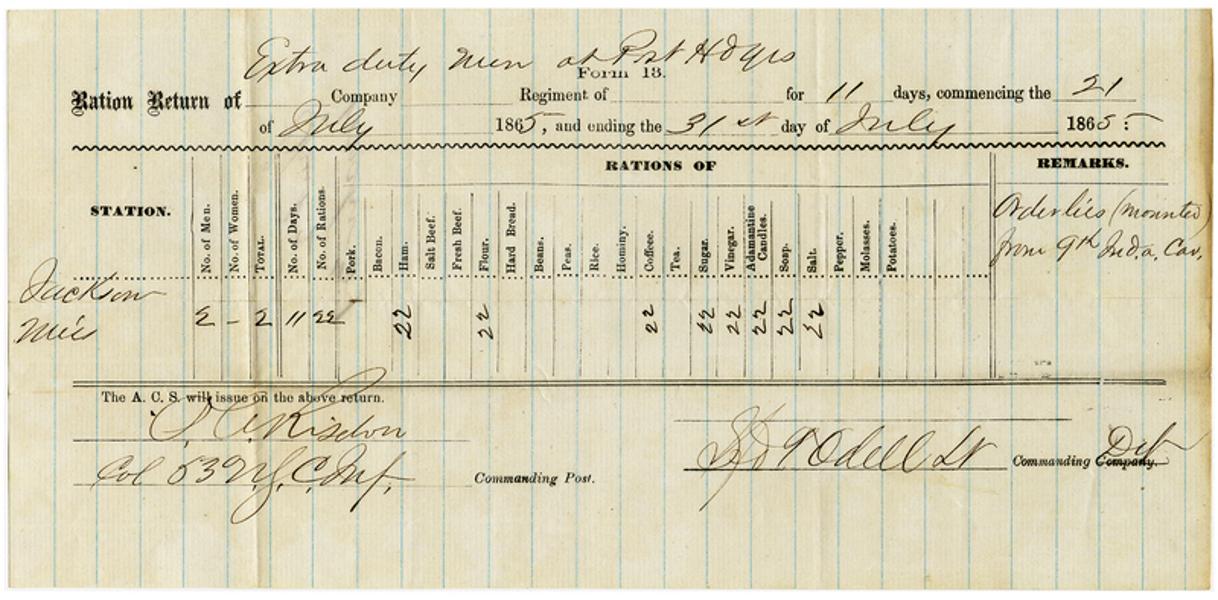 Extra duty Men at Post Hdqrs
Form 13.
Ration Return of Company Regiment of for 11 days, commencing the 21
of July 1865, and ending the 31st day of July 1865:
RATIONS OF
REMARKS.
STATION.
No. of Men.
No. of Women.
TOTAL.
No. of Days.
No. of Rations.
Pork.
Bacon.
Ham.
Salt Beef.
Fresh Beef.
Flour.
Hard Bread.
Beans.
Peas.
Rice.
Hominy.
Coffee.
Tea.
Sugar.
Vinegar.
Adamantine Candles.
Soap.
Salt.
Pepper.
Molasses.
Potatoes.
Orderlies (mounted)
from 9th Ind.a. Cav.
Jackson
Miss
2 – 2 11 22 22 22 22 22 22 22 22 22
The A. C. S. will issue on the above return.
Risdon
Col 53 U.S.C. Inf. Commanding Post.
Odell Lt Commanding Company.